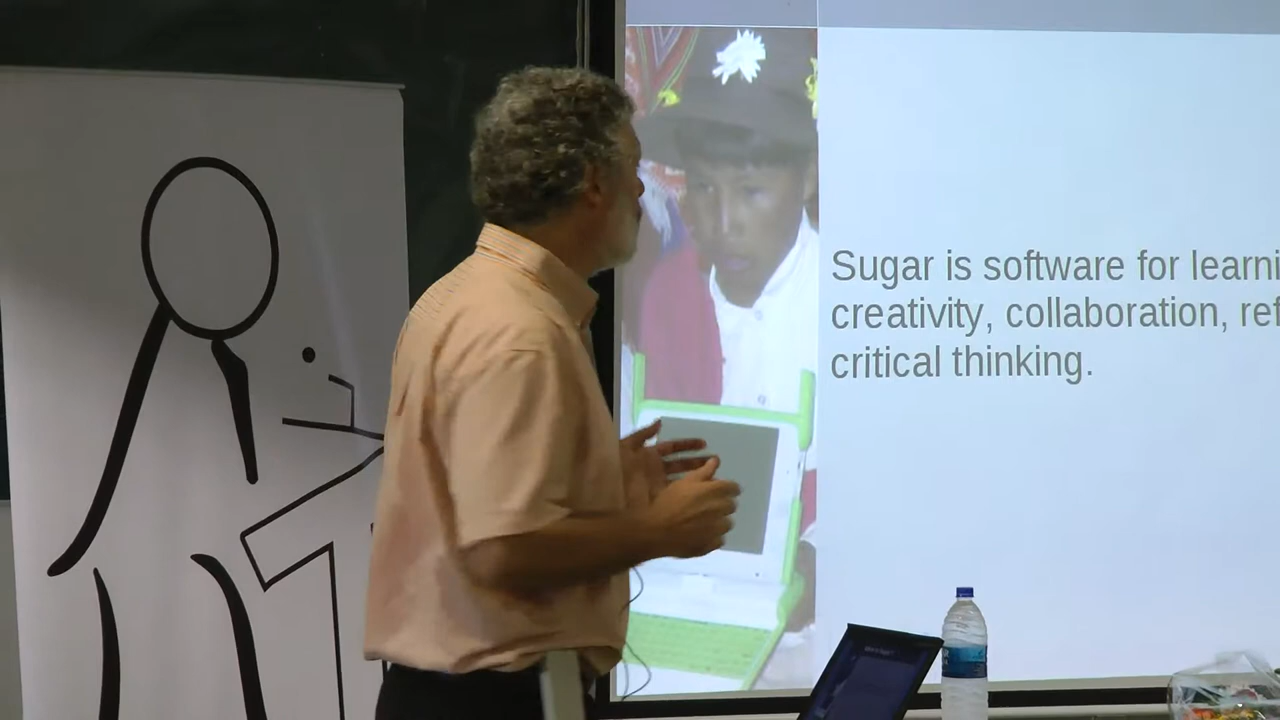 Sugar is software for learni
creativity, collaboration, ref
critical thinking.